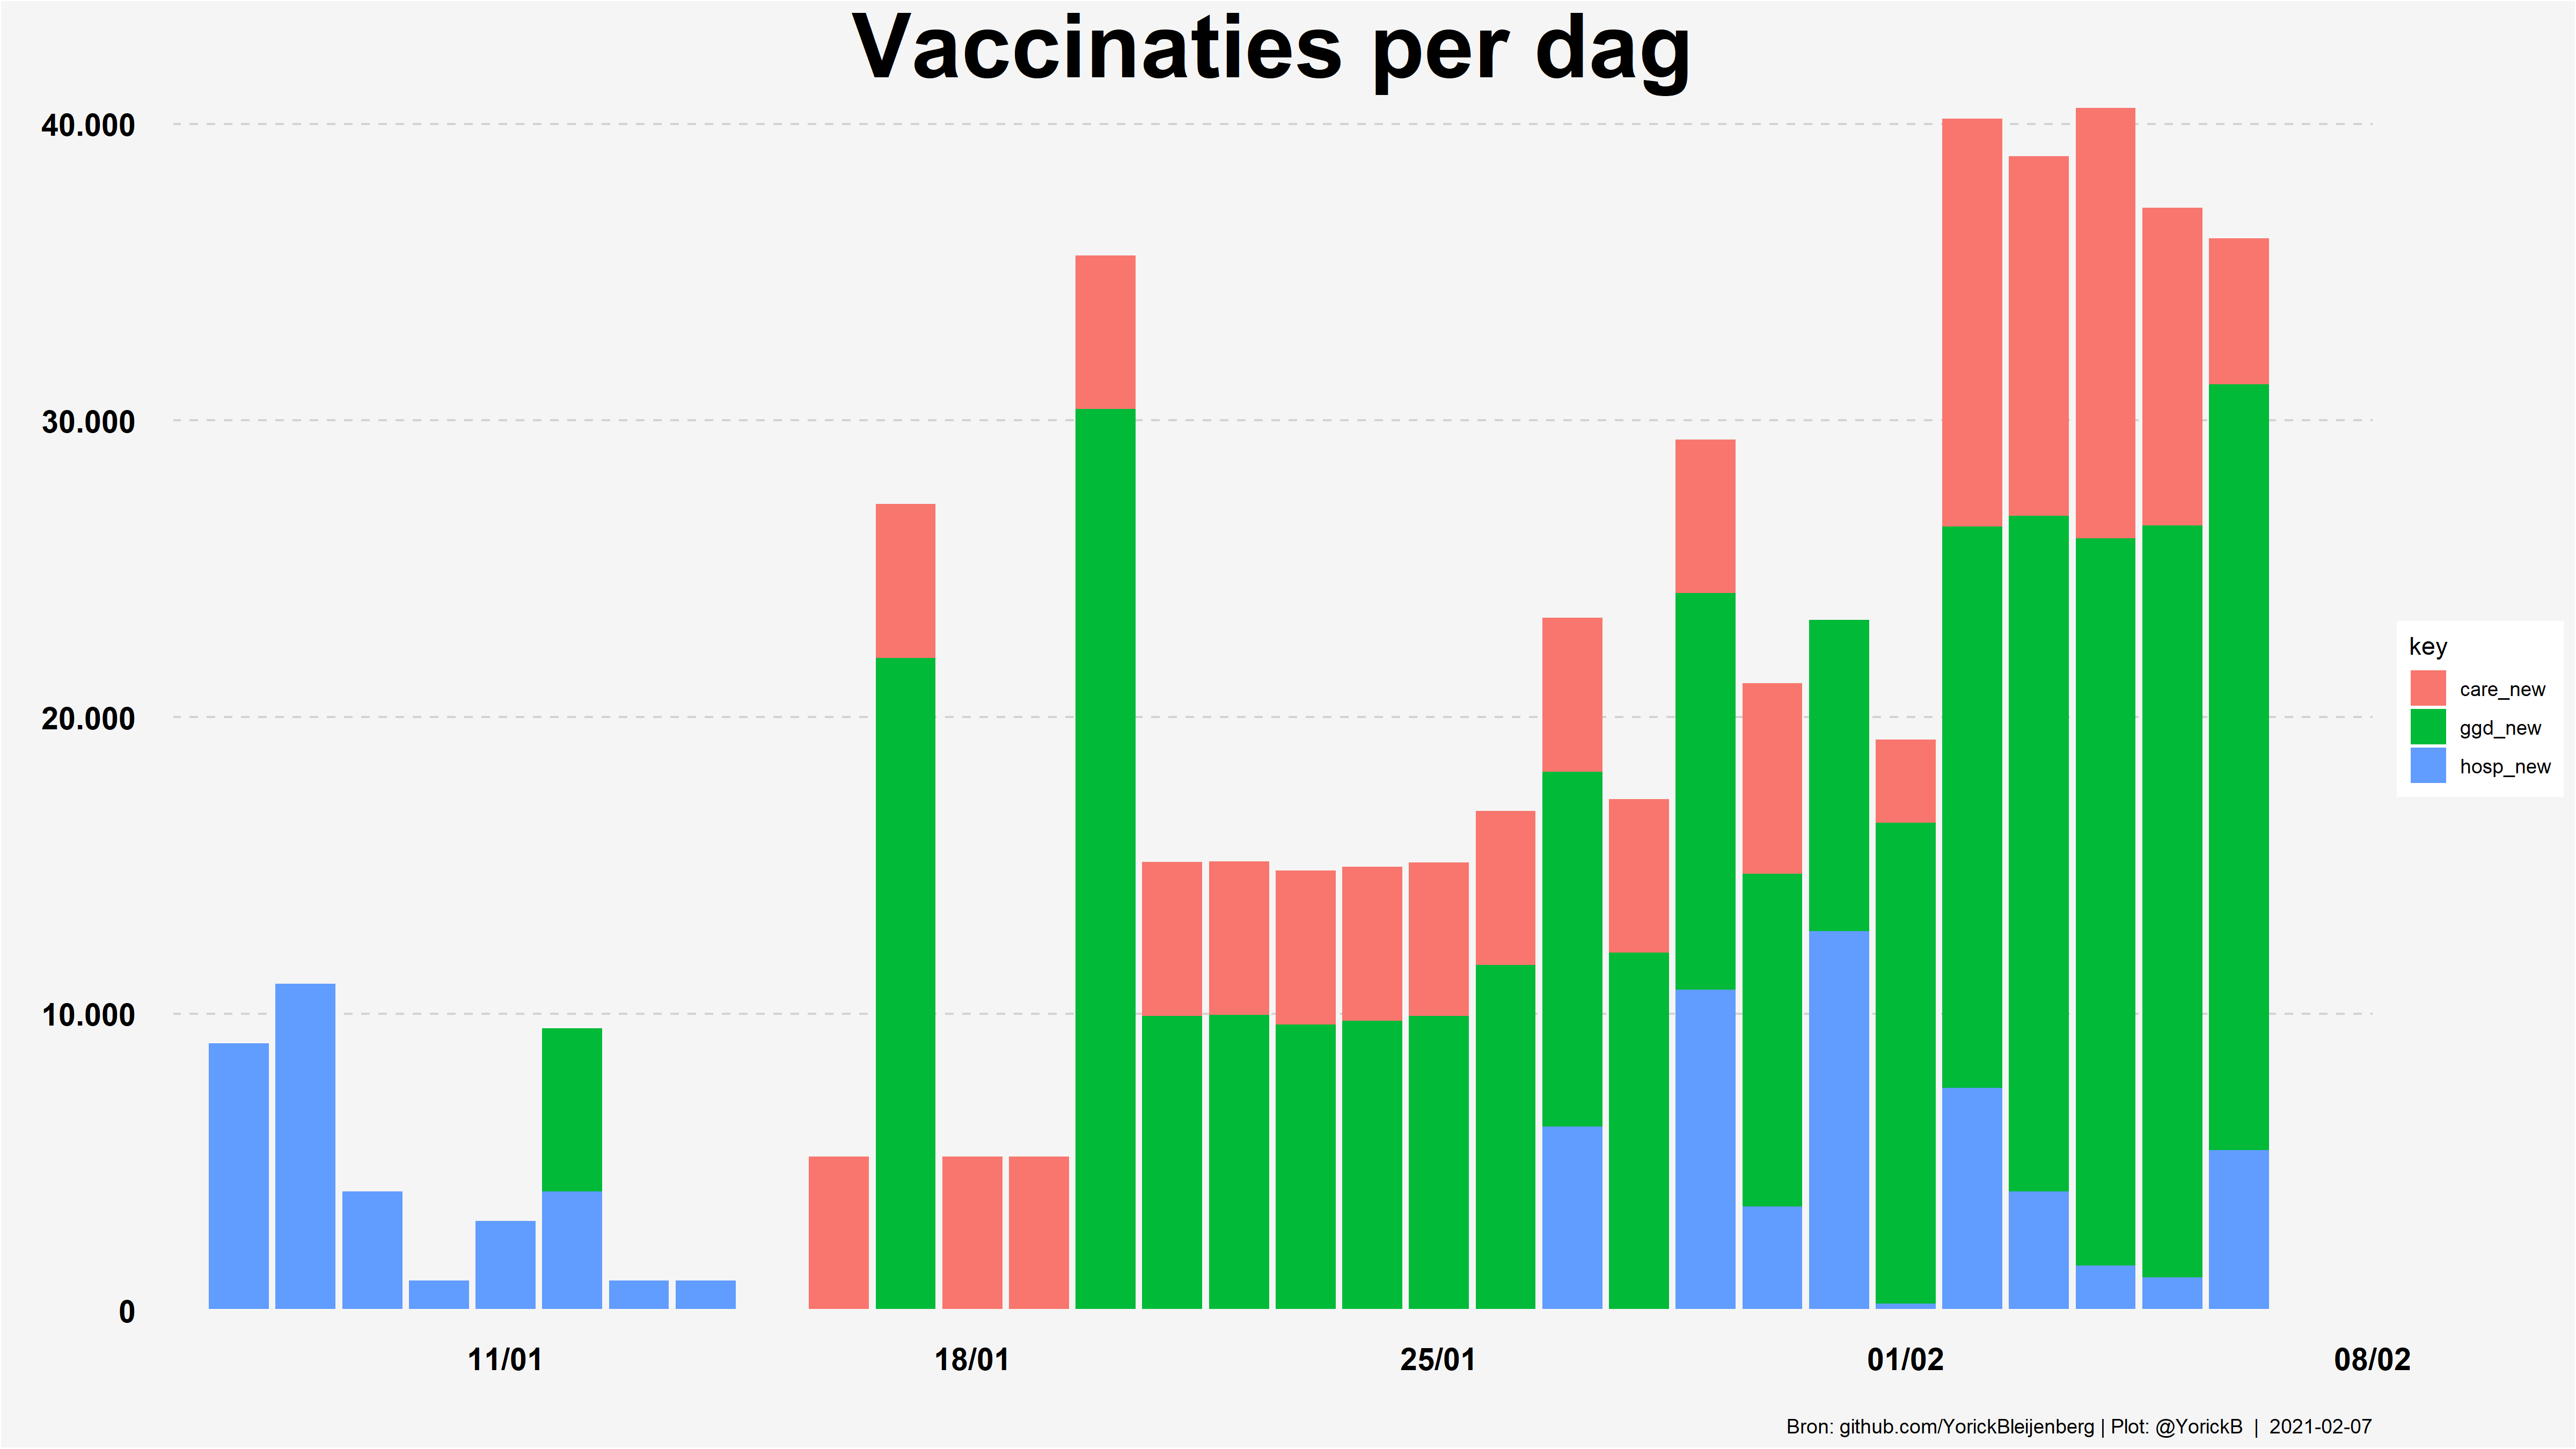 Vaccinaties per dag
40.000
30.000
20.000
10.000
0
11/01 18/01 25/01 01/02 08/02
key
care_new
ggd_new
hosp_new
Bron: github.com/YorickBleijenberg | Plot: @YorickB | 2021-02-07